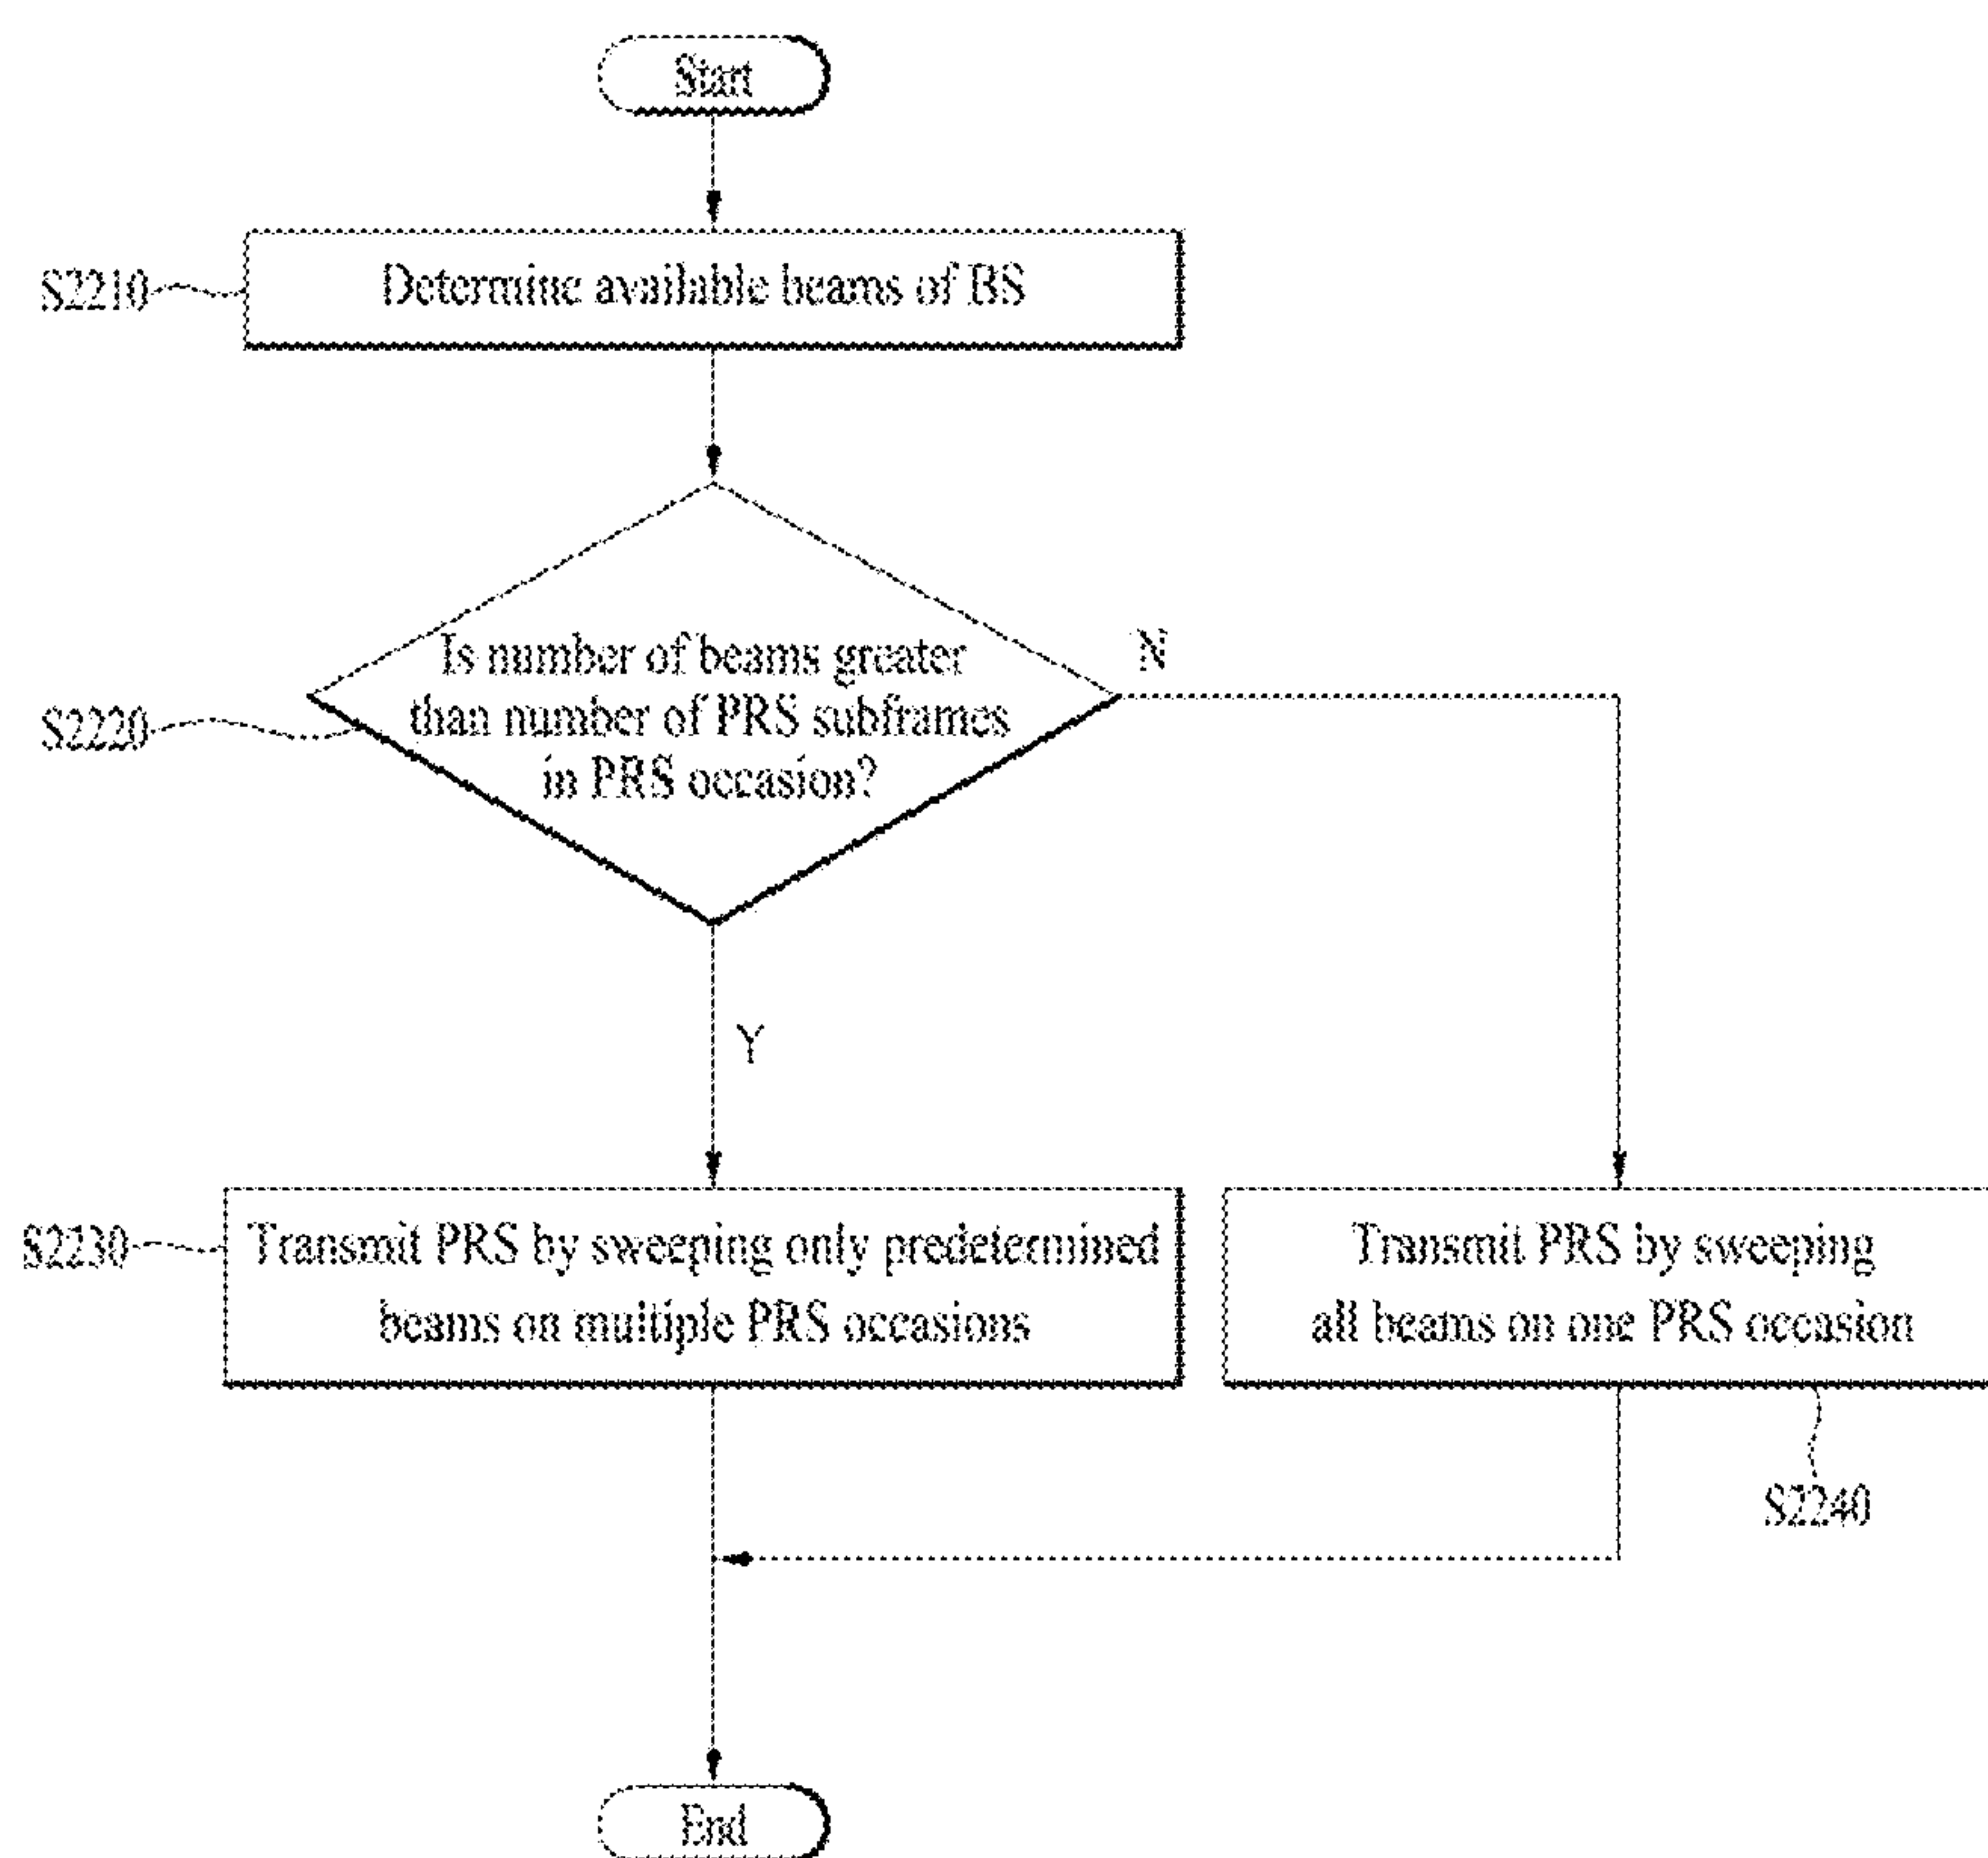 Start
S2210
Determine available beams of BS
Is number of beams greater
than number of PRS subframes
in PRS occasion?
N
S2220
Y
S2230
Transmit PRS by sweeping only predetermined
beams on multiple PRS occasions
Transmit PRS by sweeping
all beams on one PRS occasion
S2240
End